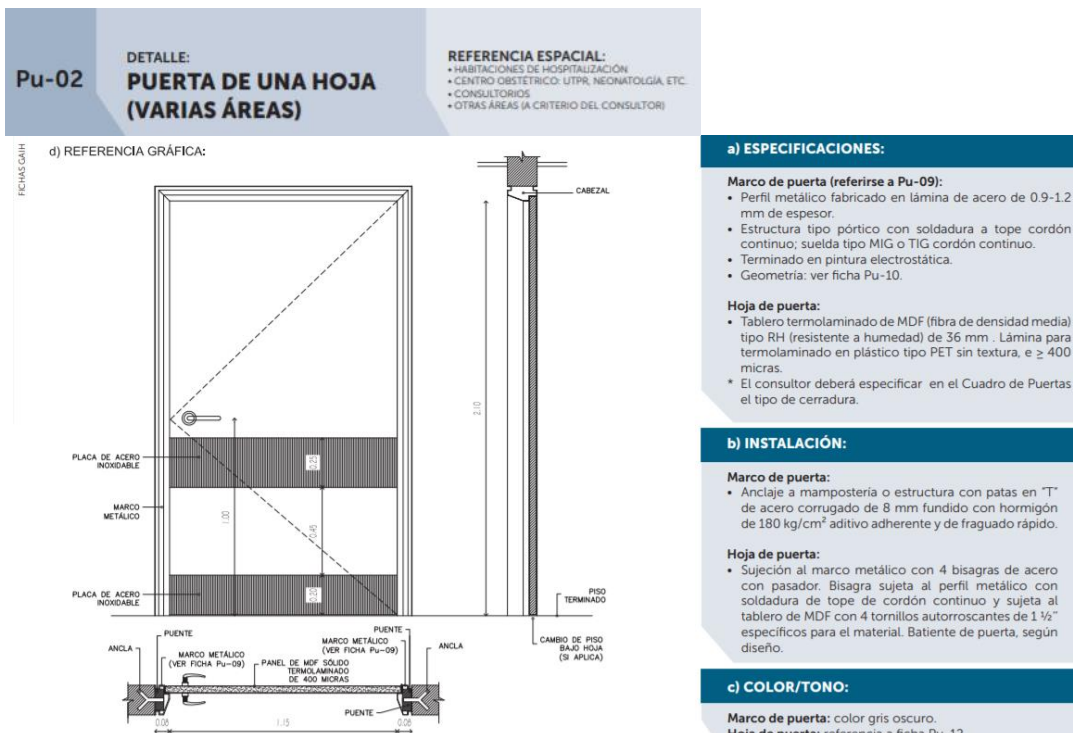 Pu-02
DETALLE:
PUERTA DE UNA HOJA
(VARIAS ÁREAS)
REFERENCIA ESPACIAL:
• HABITACIONES DE HOSPITALIZACIÓN
• CENTRO OBSTÉTRICO: UTPR, NEONATOLGÍA, ETC.
• CONSULTORIOS
• OTRAS ÁREAS (A CRITERIO DEL CONSULTOR)
FICHAS GAIH
d) REFERENCIA GRÁFICA:
CABEZAL
2.10
PLACA DE ACERO
INOXIDABLE
0.25
MARCO
METÁLICO
1.00
0.45
PLACA DE ACERO
INOXIDABLE
0.20
PISO
TERMINADO
CAMBIO DE PISO
BAJO HOJA
(SI APLICA)
ANCLA
PUENTE
MARCO METÁLICO
(VER FICHA Pu-09)
PANEL DE MDF SÓLIDO
TERMOLAMINADO
DE 400 MICRAS
PUENTE
MARCO METÁLICO
(VER FICHA Pu-09)
ANCLA
PUENTE
0.08
1.15
0.08
a) ESPECIFICACIONES:
Marco de puerta (referirse a Pu-09):
• Perfil metálico fabricado en lámina de acero de 0.9-1.2
mm de espesor.
• Estructura tipo pórtico con soldadura a tope cordón
continuo; suelda tipo MIG o TIG cordón continuo.
• Terminado en pintura electrostática.
• Geometría: ver ficha Pu-10.
Hoja de puerta:
• Tablero termolaminado de MDF (fibra de densidad media)
tipo RH (resistente a humedad) de 36 mm . Lámina para
termolaminado en plástico tipo PET sin textura, e ≥ 400
micras.
* El consultor deberá especificar en el Cuadro de Puertas
el tipo de cerradura.
b) INSTALACIÓN:
Marco de puerta:
• Anclaje a mampostería o estructura con patas en "T"
de acero corrugado de 8 mm fundido con hormigón
de 180 kg/cm² aditivo adherente y de fraguado rápido.
Hoja de puerta:
• Sujeción al marco metálico con 4 bisagras de acero
con pasador. Bisagra sujeta al perfil metálico con
soldadura de tope de cordón continuo y sujeta al
tablero de MDF con 4 tornillos autorroscantes de 1 ½"
específicos para el material. Batiente de puerta, según
diseño.
c) COLOR/TONO:
Marco de puerta: color gris oscuro.
Hoja de puerta: referencia a ficha Pu-12